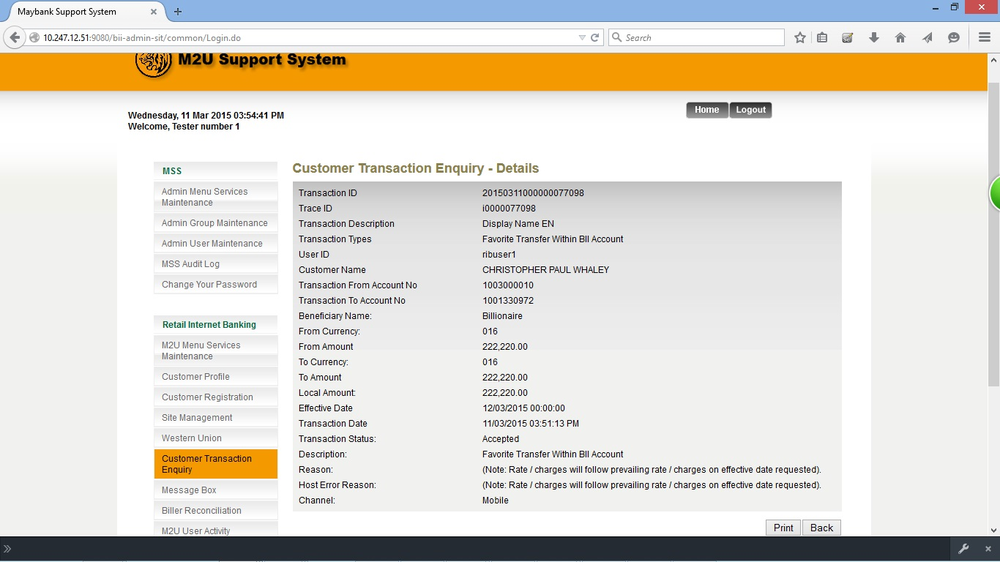 Maybank Support System
10.247.12.51:9080/bii-admin-sit/common/Login.do
Search
M2U Support System
Home Logout
Wednesday, 11 Mar 2015 03:54:41 PM
Welcome, Tester number 1
MSS
Admin Menu Services
Maintenance
Admin Group Maintenance
Admin User Maintenance
MSS Audit Log
Change Your Password
Retail Internet Banking
M2U Menu Services
Maintenance
Customer Profile
Customer Registration
Site Management
Western Union
Customer Transaction
Enquiry
Message Box
Biller Reconciliation
M2U User Activity
Customer Transaction Enquiry - Details
Transaction ID 20150311000000077098
Trace ID i0000077098
Transaction Description Display Name EN
Transaction Types Favorite Transfer Within BII Account
User ID ribuser1
Customer Name CHRISTOPHER PAUL WHALEY
Transaction From Account No 1003000010
Transaction To Account No 1001330972
Beneficiary Name: Billionaire
From Currency: 016
From Amount 222,220.00
To Currency: 016
To Amount 222,220.00
Local Amount: 222,220.00
Effective Date 12/03/2015 00:00:00
Transaction Date 11/03/2015 03:51:13 PM
Transaction Status: Accepted
Description: Favorite Transfer Within BII Account
Reason: (Note: Rate / charges will follow prevailing rate / charges on effective date requested).
Host Error Reason: (Note: Rate / charges will follow prevailing rate / charges on effective date requested).
Channel: Mobile
Print Back